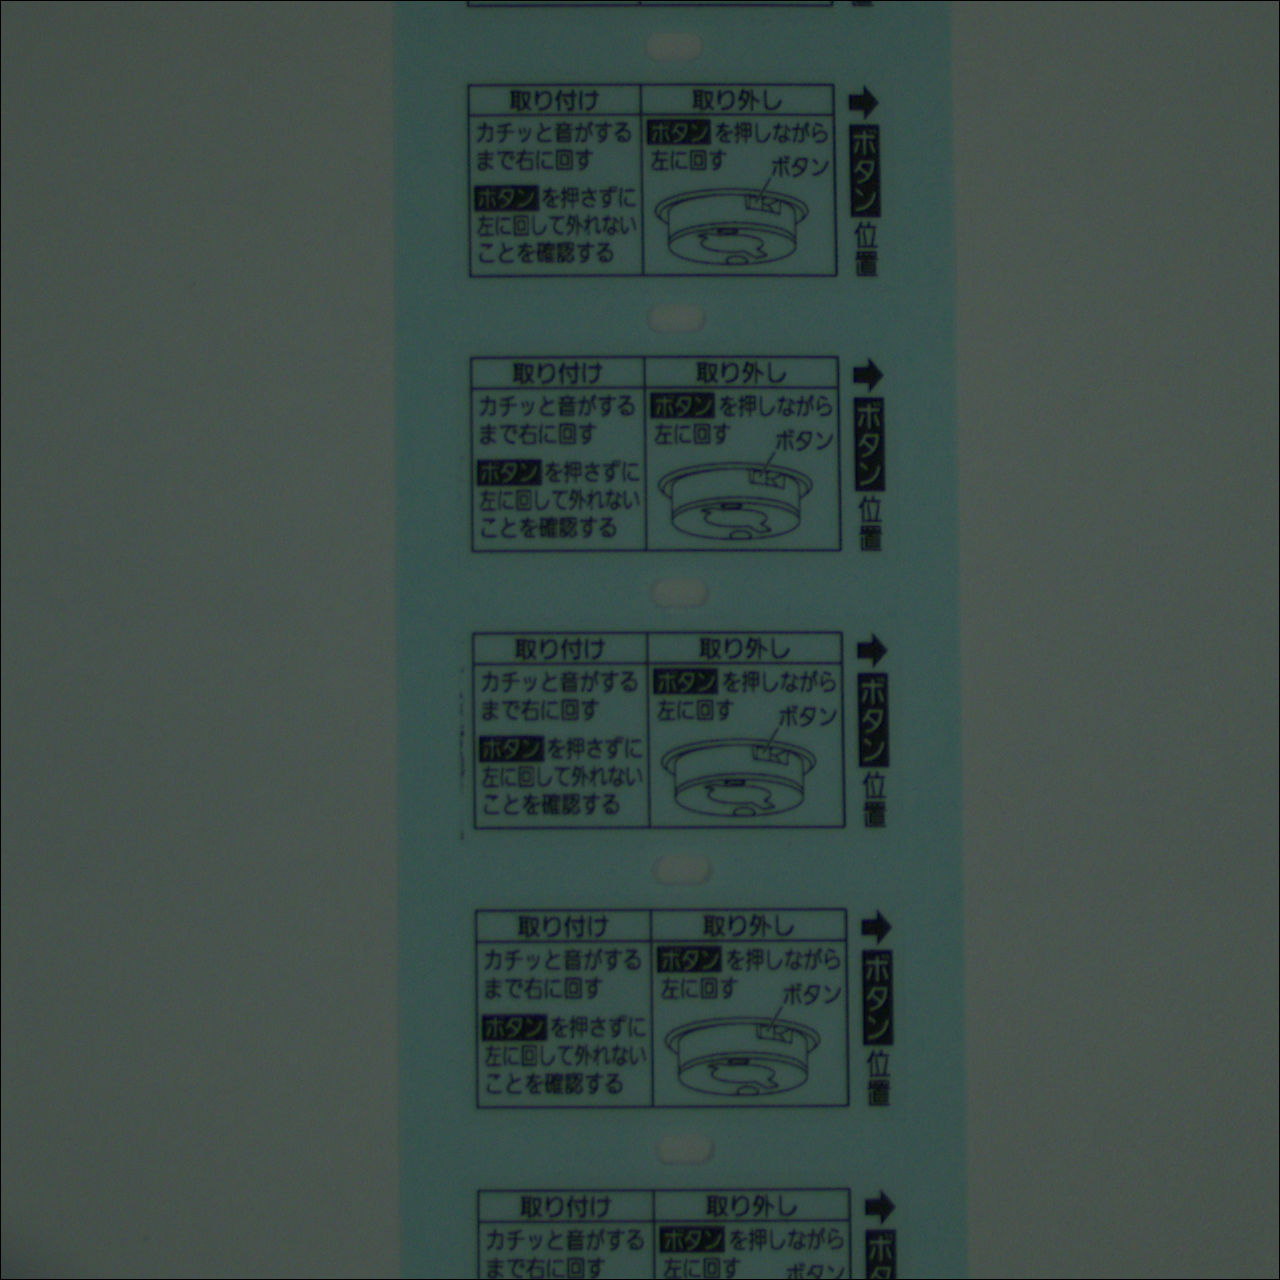 置
取り付け
取り外し
カチッと音がする
まで右に回す
ボタンを押さずに
左に回して外れない
ことを確認する
ボタンを押しながら
左に回す
ボタン
➡ボタン位置
取り付け
取り外し
カチッと音がする
まで右に回す
ボタンを押さずに
左に回して外れない
ことを確認する
ボタンを押しながら
左に回す
ボタン
➡ボタン位置
取り付け
取り外し
カチッと音がする
まで右に回す
ボタンを押さずに
左に回して外れない
ことを確認する
ボタンを押しながら
左に回す
ボタン
➡ボタン位置
取り付け
取り外し
カチッと音がする
まで右に回す
ボタンを押さずに
左に回して外れない
ことを確認する
ボタンを押しながら
左に回す
ボタン
➡ボタン位置
取り付け
取り外し
カチッと音がする
まで右に回す
ボタンを押しながら
左に回す
ボタン
➡ボタ